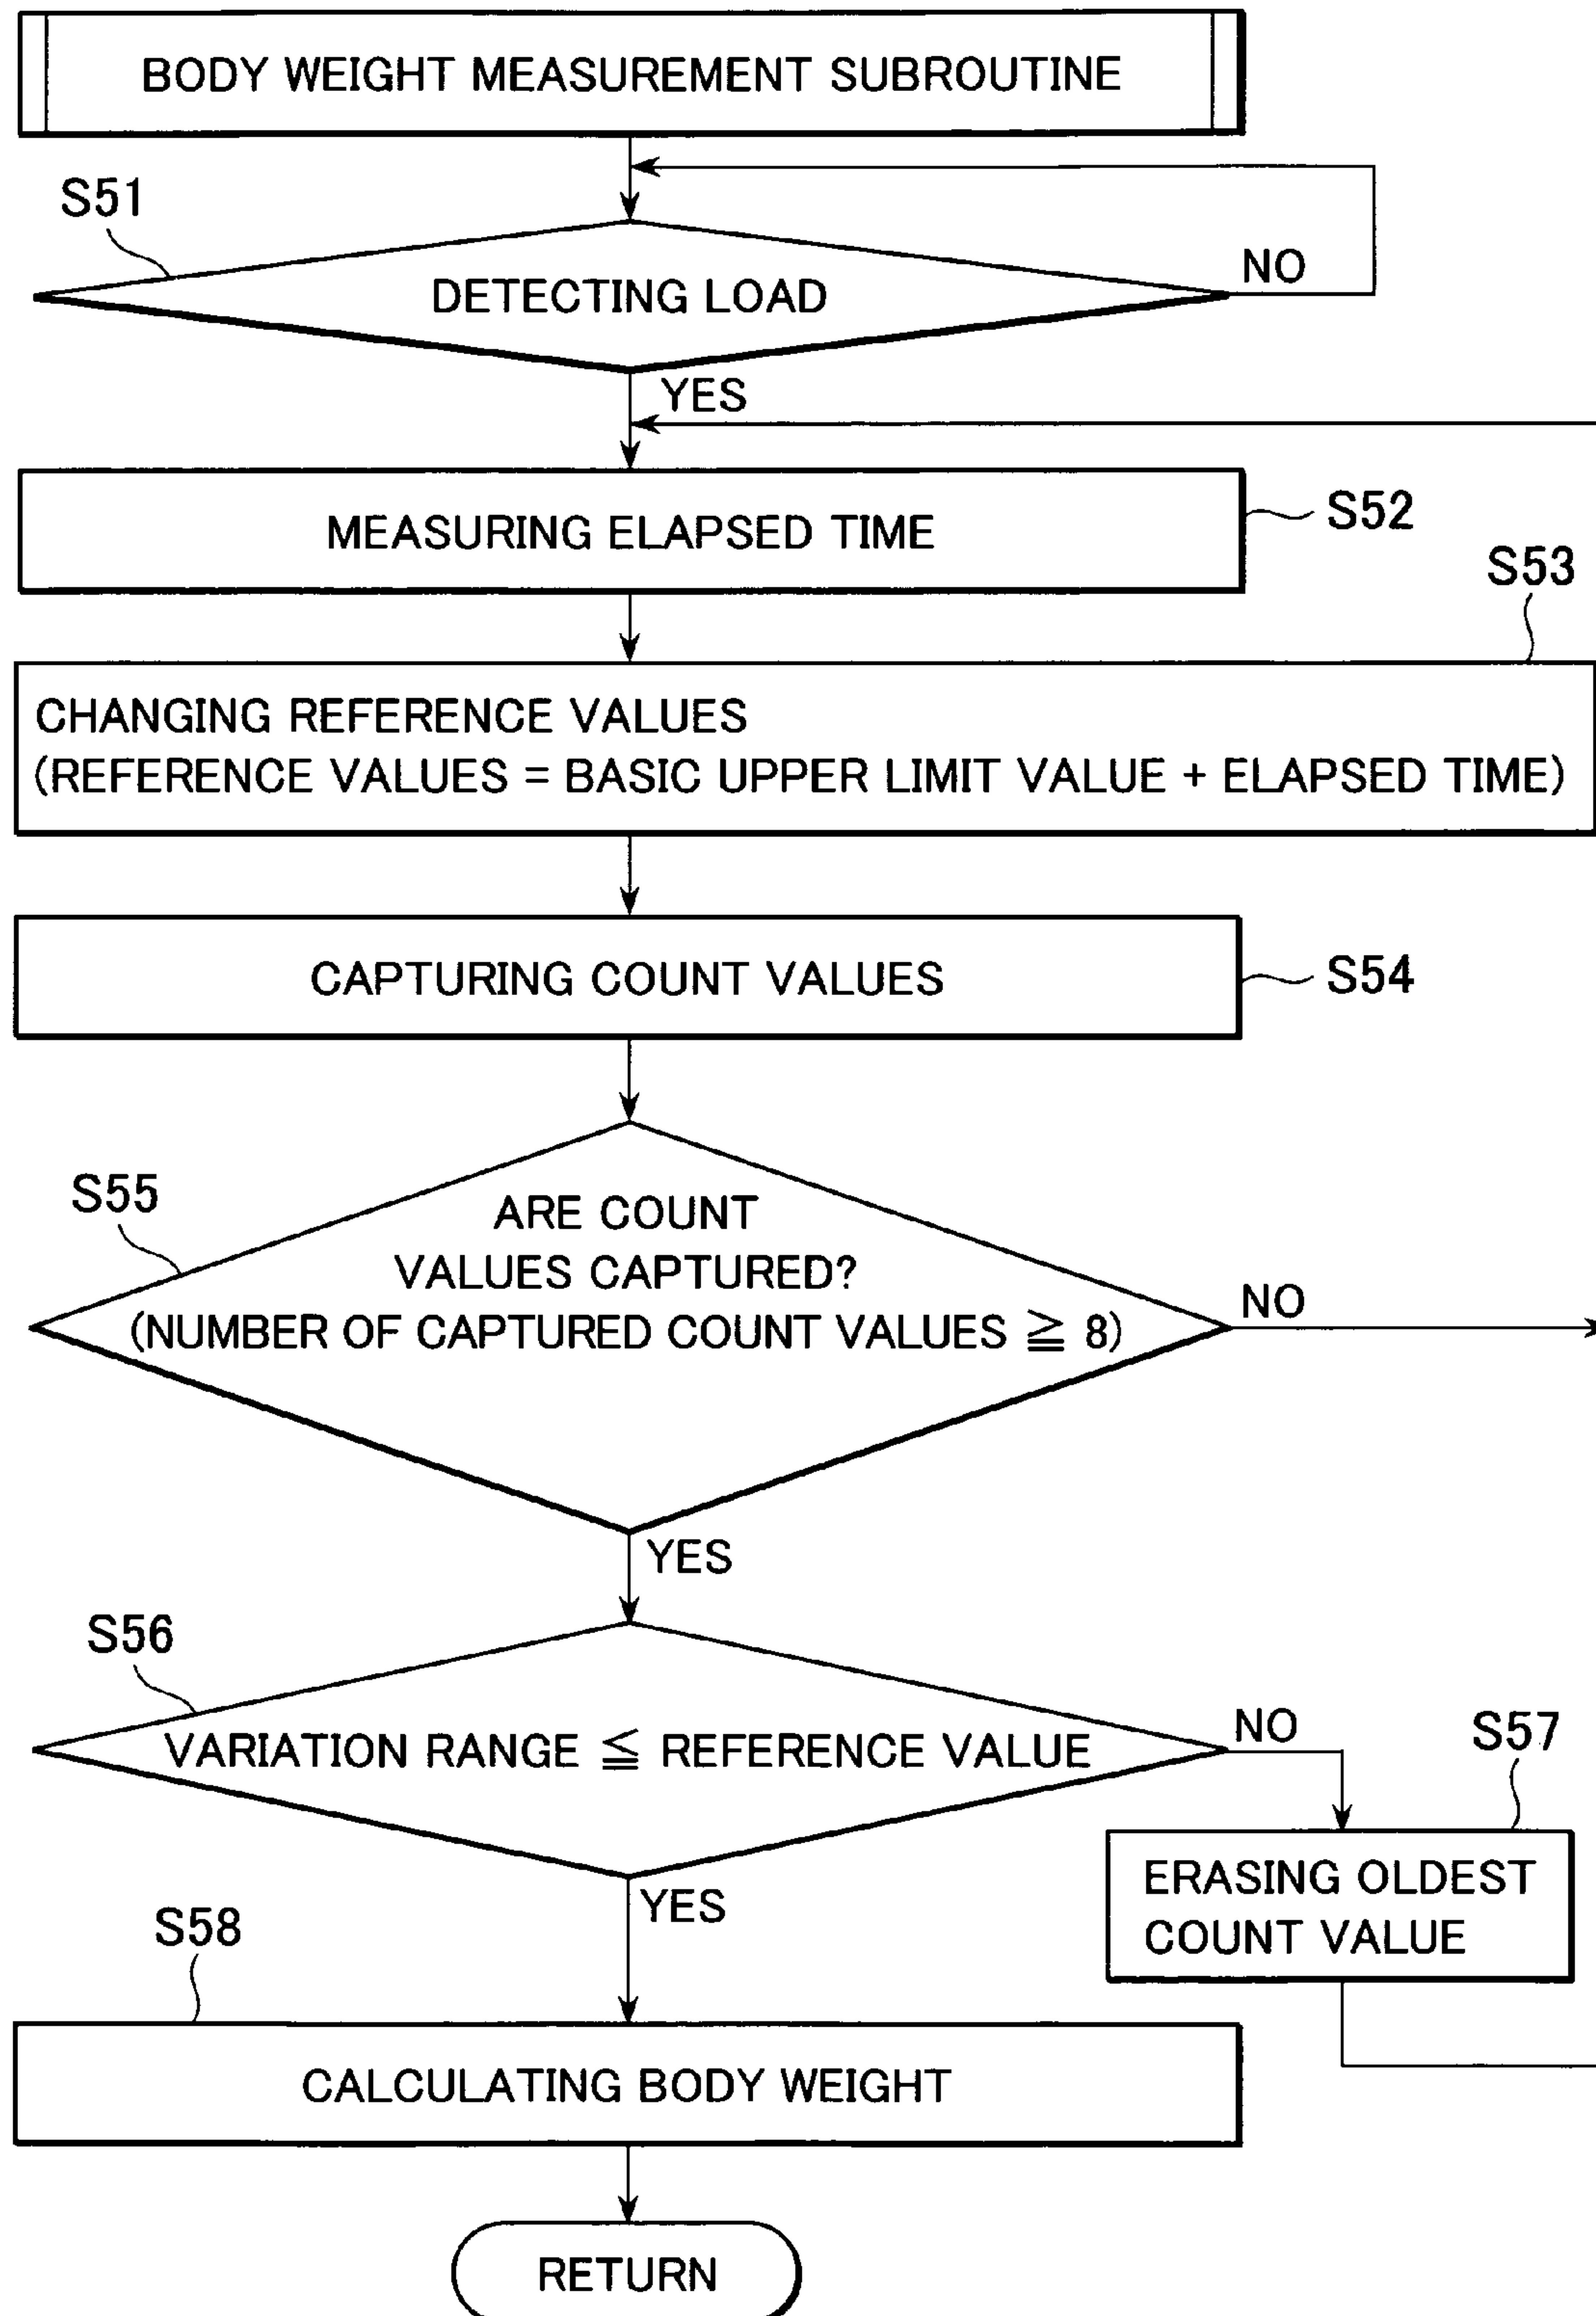 BODY WEIGHT MEASUREMENT SUBROUTINE
S51
DETECTING LOAD
NO
YES
MEASURING ELAPSED TIME
S52
S53
CHANGING REFERENCE VALUES
(REFERENCE VALUES = BASIC UPPER LIMIT VALUE + ELAPSED TIME)
CAPTURING COUNT VALUES
S54
S55
ARE COUNT
VALUES CAPTURED?
(NUMBER OF CAPTURED COUNT VALUES ≧ 8)
NO
YES
S56
VARIATION RANGE ≦ REFERENCE VALUE
NO
S57
ERASING OLDEST
COUNT VALUE
YES
S58
CALCULATING BODY WEIGHT
RETURN